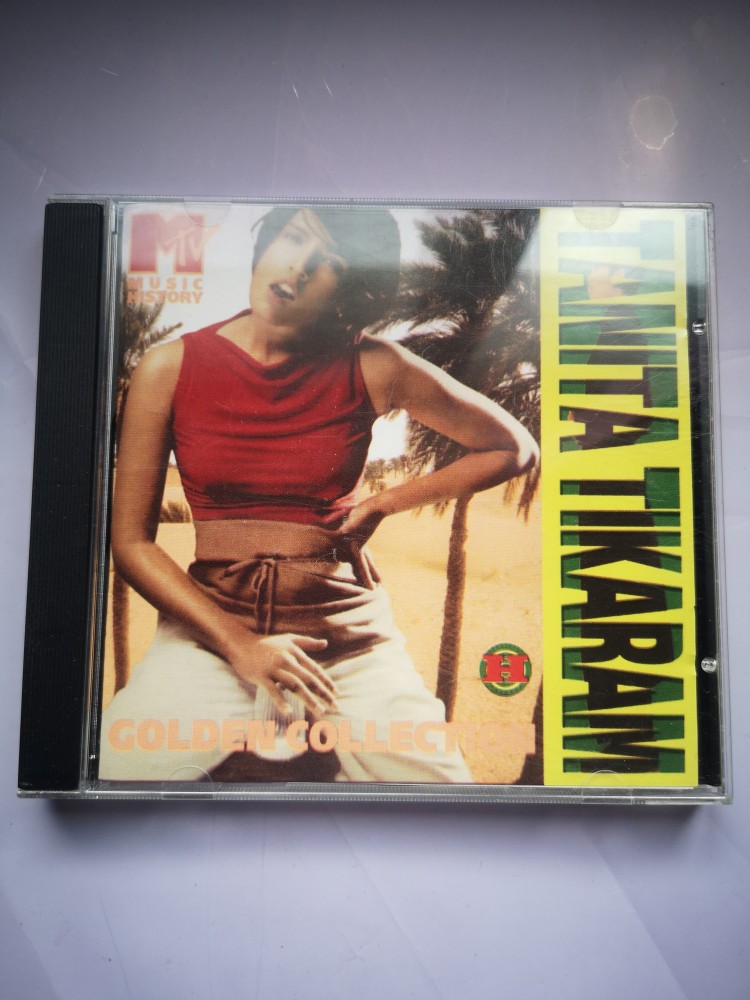 MTV
MUSIC
HISTORY
TANITA TIKARAM
H
GOLDEN COLLECTION